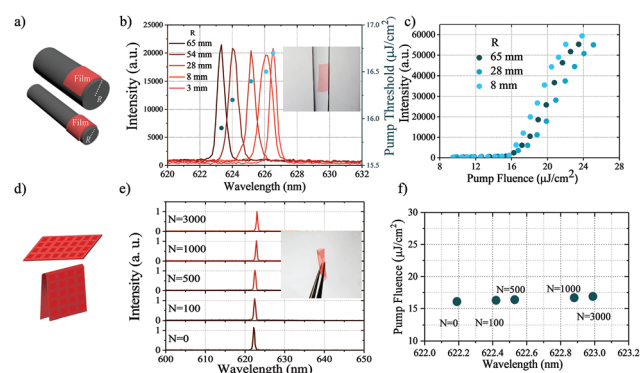 a)
Film
R
Film
R
b)
Intensity (a.u.)
25000
20000
15000
10000
5000
0
R
65 mm
54 mm
28 mm
8 mm
3 mm
17.0
16.5
16.0
15.5
Pump Threshold (μJ/cm²)
620 622 624 626 628 630 632
Wavelength (nm)
c)
Intensity (a.u.)
60000
50000
40000
30000
20000
10000
0
R
65 mm
28 mm
8 mm
8 12 16 20 24 28
Pump Fluence (μJ/cm²)
d)
e)
Intensity (a. u.)
1
0
N=3000
1
0
N=1000
1
0
N=500
1
0
N=100
1
0
N=0
600 610 620 630 640 650
Wavelength (nm)
f)
Pump Fluence (μJ/cm²)
30
25
20
15
N=500
N=1000
N=0
N=100
N=3000
622.0 622.2 622.4 622.6 622.8 623.0 623.2
Wavelength (nm)